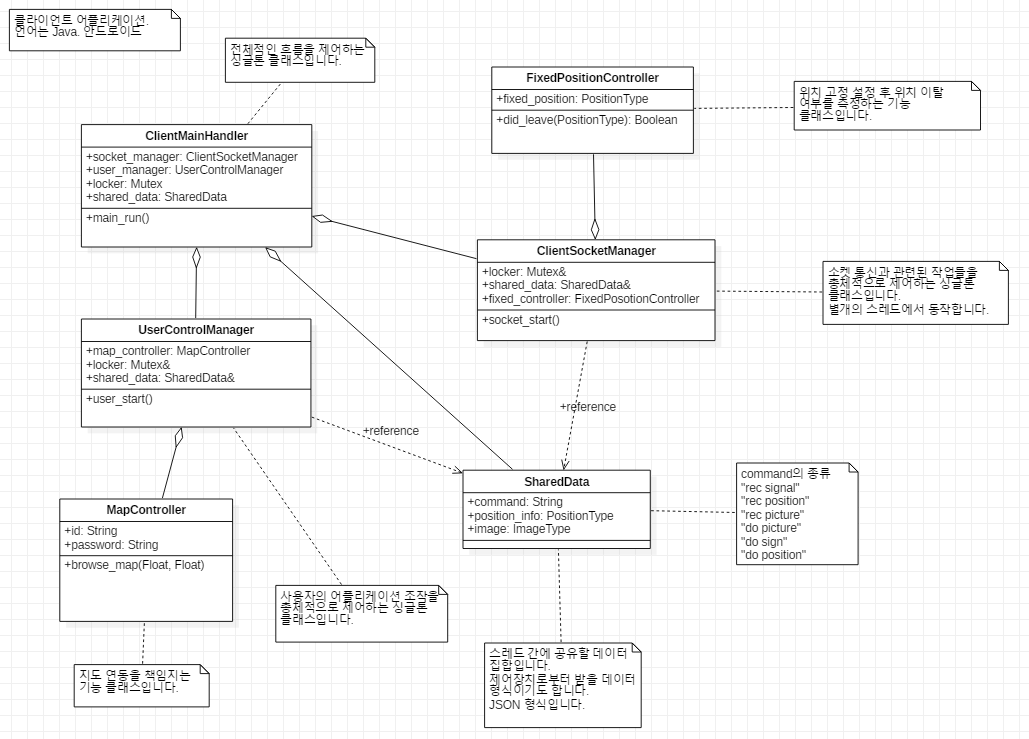 클라이언트 어플리케이션.
언어는 Java. 안드로이드
전체적인 흐름을 제어하는
싱글톤 클래스입니다.
ClientMainHandler
+socket_manager: ClientSocketManager
+user_manager: UserControlManager
+locker: Mutex
+shared_data: SharedData
+main_run()
FixedPositionController
+fixed_position: PositionType
+did_leave(PositionType): Boolean
위치 고정 설정 후 위치 이탈
여부를 측정하는 기능
클래스입니다.
ClientSocketManager
+locker: Mutex&
+shared_data: SharedData&
+fixed_controller: FixedPosotionController
+socket_start()
소켓 통신과 관련된 작업들을
총체적으로 제어하는 싱글톤
클래스입니다.
별개의 스레드에서 동작합니다.
UserControlManager
+map_controller: MapController
+locker: Mutex&
+shared_data: SharedData&
+user_start()
+reference
+reference
SharedData
+command: String
+position_info: PositionType
+image: ImageType
command의 종류
"rec signal"
"rec position"
"rec picture"
"do picture"
"do sign"
"do position"
MapController
+id: String
+password: String
+browse_map(Float, Float)
사용자의 어플리케이션 조작을
총체적으로 제어하는 싱글톤
클래스입니다.
지도 연동을 책임지는
기능 클래스입니다.
스레드 간에 공유할 데이터
집합입니다.
제어장치로부터 받을 데이터
형식이기도 합니다.
JSON 형식입니다.